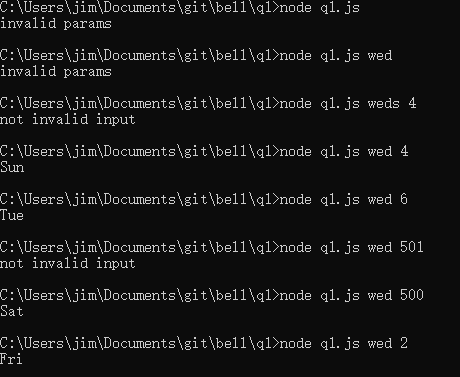 C:\Users\jim\Documents\git\bell\q1>node q1.js
invalid params
C:\Users\jim\Documents\git\bell\q1>node q1.js wed
invalid params
C:\Users\jim\Documents\git\bell\q1>node q1.js weds 4
not invalid input
C:\Users\jim\Documents\git\bell\q1>node q1.js wed 4
Sun
C:\Users\jim\Documents\git\bell\q1>node q1.js wed 6
Tue
C:\Users\jim\Documents\git\bell\q1>node q1.js wed 501
not invalid input
C:\Users\jim\Documents\git\bell\q1>node q1.js wed 500
Sat
C:\Users\jim\Documents\git\bell\q1>node q1.js wed 2
Fri